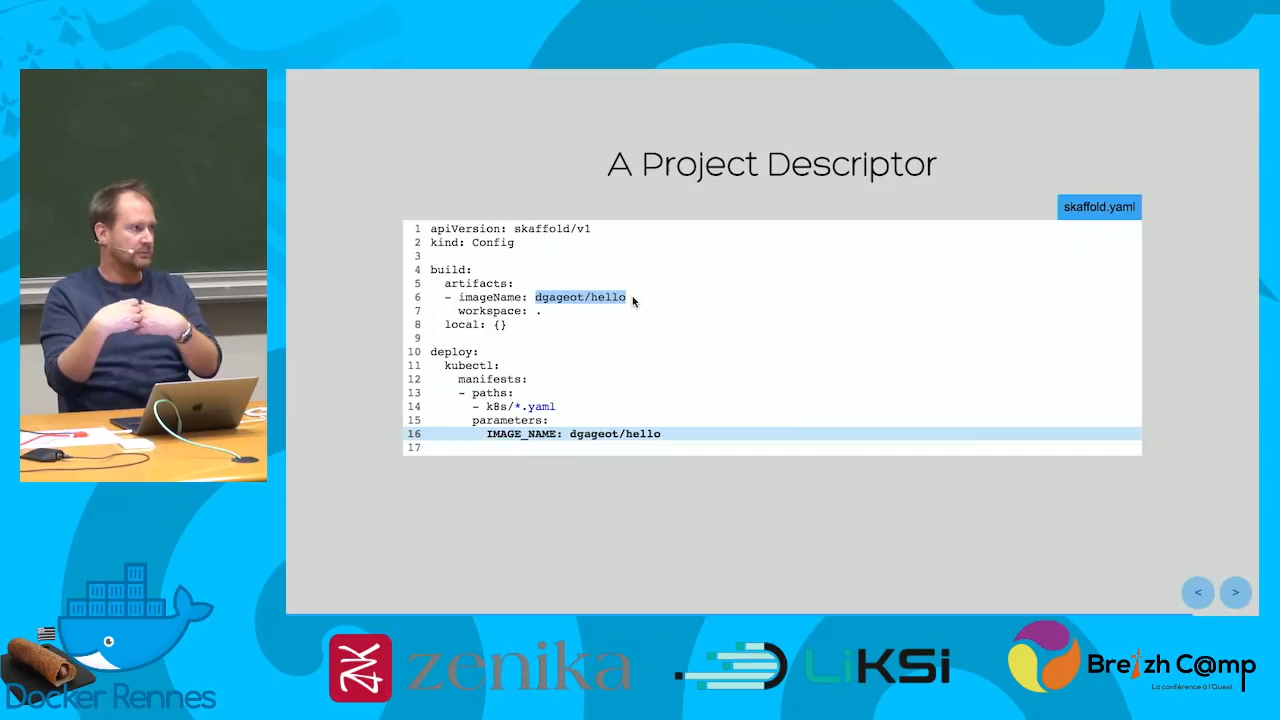 A Project Descriptor
skaffold.yaml
1 apiVersion: skaffold/v1
2 kind: Config
3
4 build:
5   artifacts:
6   - imageName: dgageot/hello
7     workspace: .
8   local: {}
9
10 deploy:
11   kubectl:
12     manifests:
13     - paths:
14       - k8s/*.yaml
15       parameters:
16         IMAGE_NAME: dgageot/hello
17
< >
Docker Rennes
zenika
LiKSi
Breizh C@mp
La conférence à l'Ouest